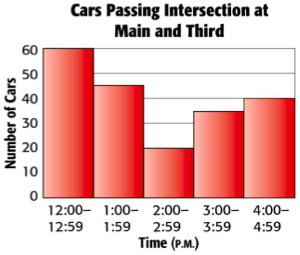 Cars Passing Intersection at
Main and Third
Number of Cars
60
50
40
30
20
10
0
12:00– 1:00– 2:00– 3:00– 4:00–
12:59 1:59 2:59 3:59 4:59
Time (P.M.)